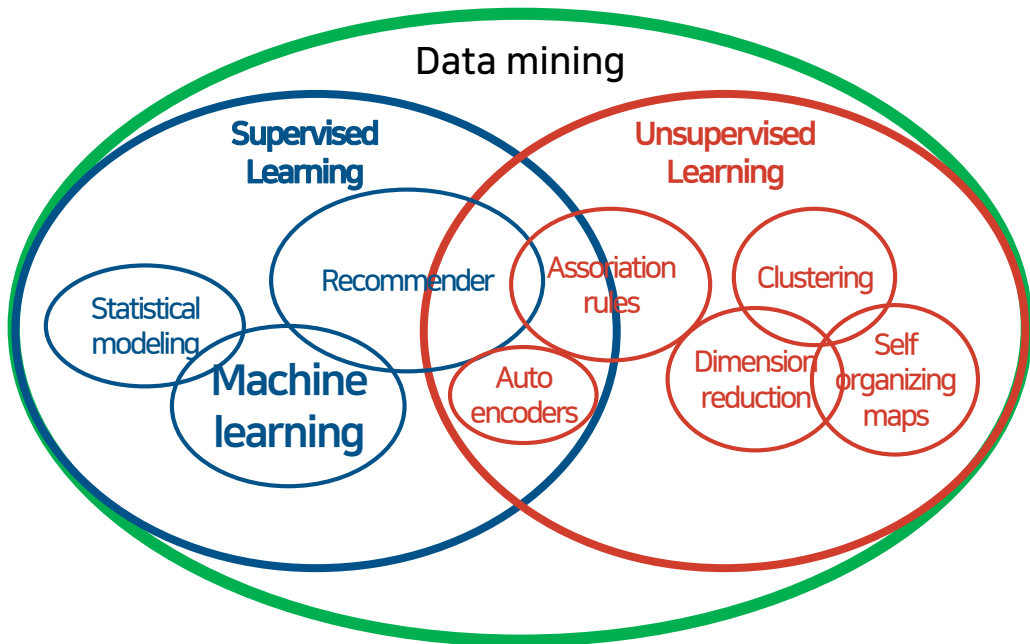 Data mining
Supervised
Learning
Unsupervised
Learning
Recommender
Assoriation
rules
Clustering
Statistical
modeling
Machine
learning
Auto
encoders
Dimension
reduction
Self
organizing
maps